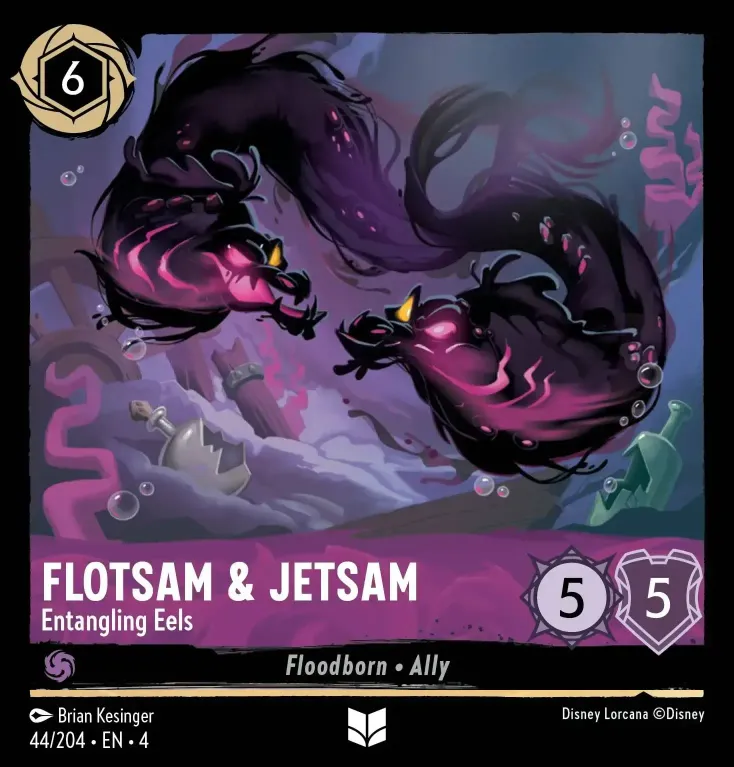 6
FLOTSAM & JETSAM
Entangling Eels
5 5
Floodborn • Ally
Brian Kesinger
Disney Lorcana ©Disney
44/204 • EN • 4